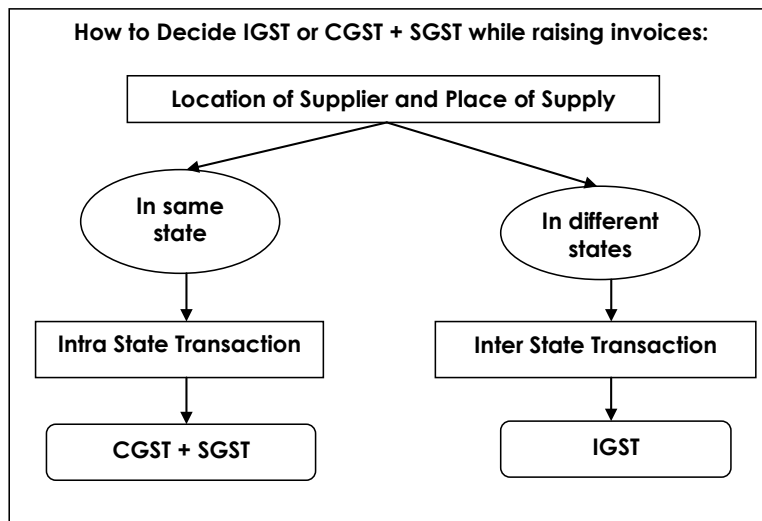 How to Decide IGST or CGST + SGST while raising invoices:
Location of Supplier and Place of Supply
In same
state
In different
states
Intra State Transaction
Inter State Transaction
CGST + SGST
IGST